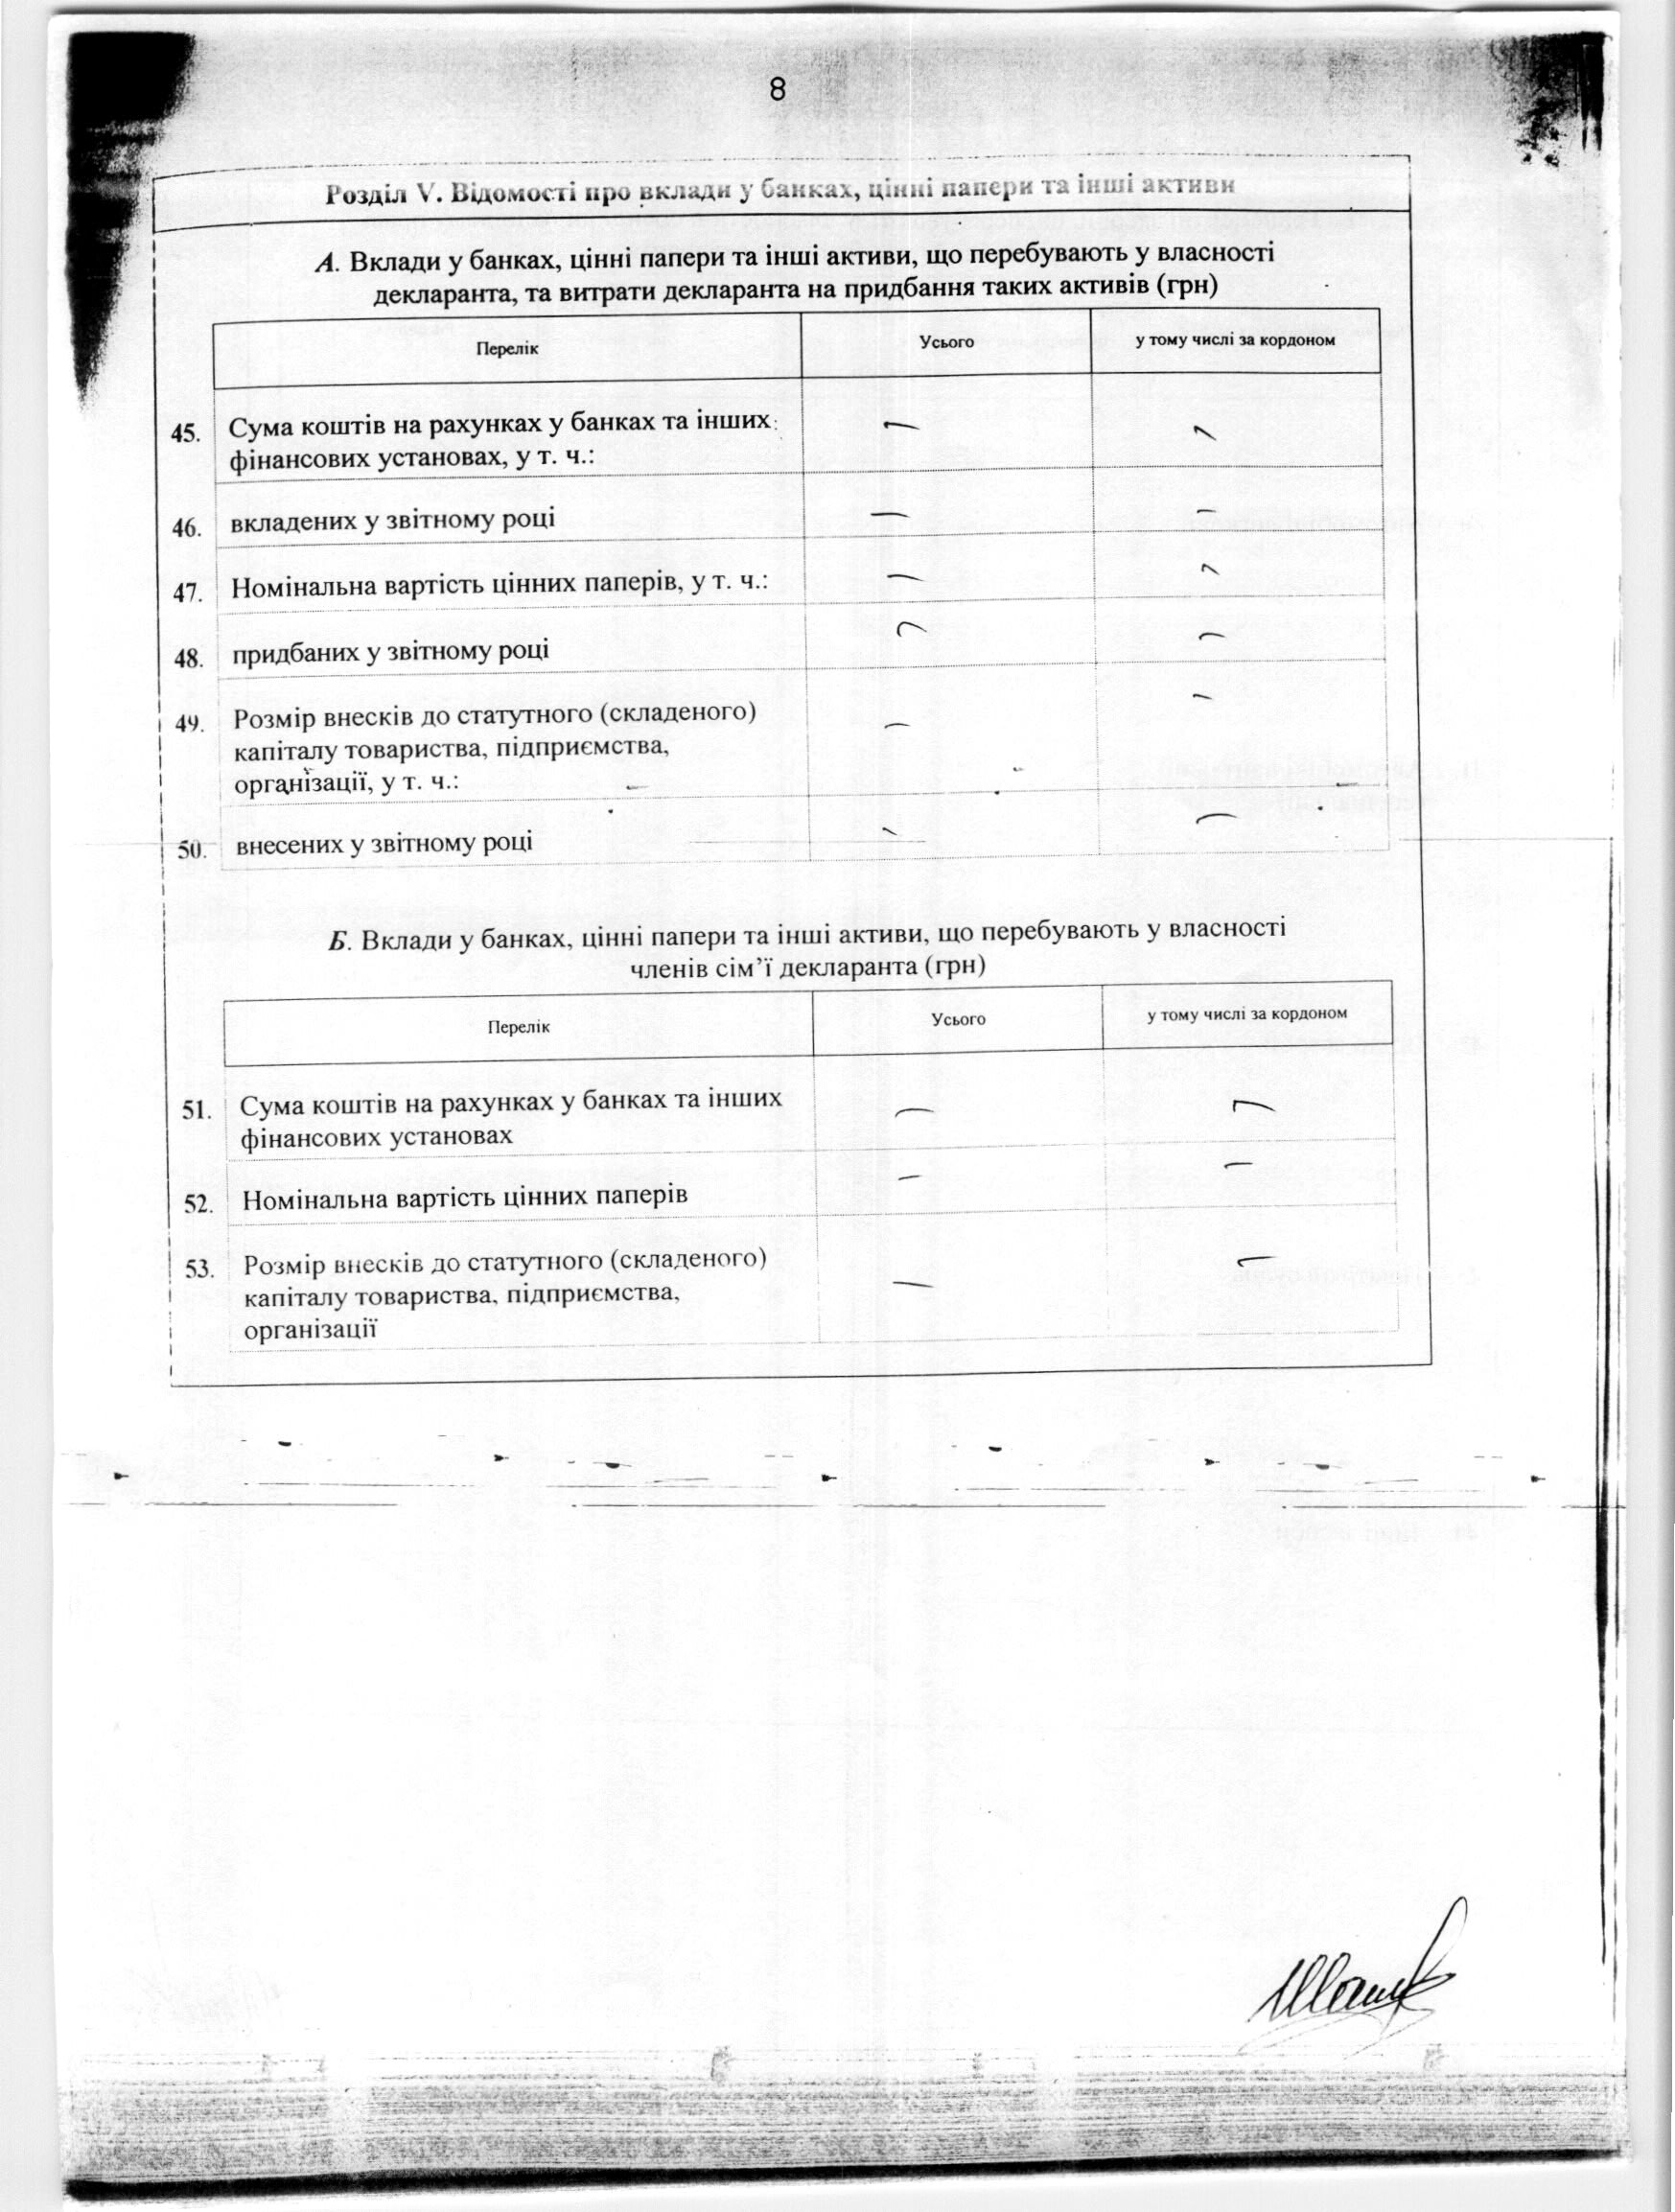 8
Розділ V. Відомості про вклади у банках, цінні папери та інші активи
А. Вклади у банках, цінні папери та інші активи, що перебувають у власності
декларанта, та витрати декларанта на придбання таких активів (грн)
Перелік Усього у тому числі за кордоном
45. Сума коштів на рахунках у банках та інших — —
фінансових установах, у т. ч.:
46. вкладених у звітному році — —
47. Номінальна вартість цінних паперів, у т. ч.: — —
48. придбаних у звітному році — —
49. Розмір внесків до статутного (складеного) — —
капіталу товариства, підприємства,
організації, у т. ч.:
50. внесених у звітному році — —
Б. Вклади у банках, цінні папери та інші активи, що перебувають у власності
членів сім’ї декларанта (грн)
Перелік Усього у тому числі за кордоном
51. Сума коштів на рахунках у банках та інших — —
фінансових установах
52. Номінальна вартість цінних паперів — —
53. Розмір внесків до статутного (складеного) — —
капіталу товариства, підприємства,
організації